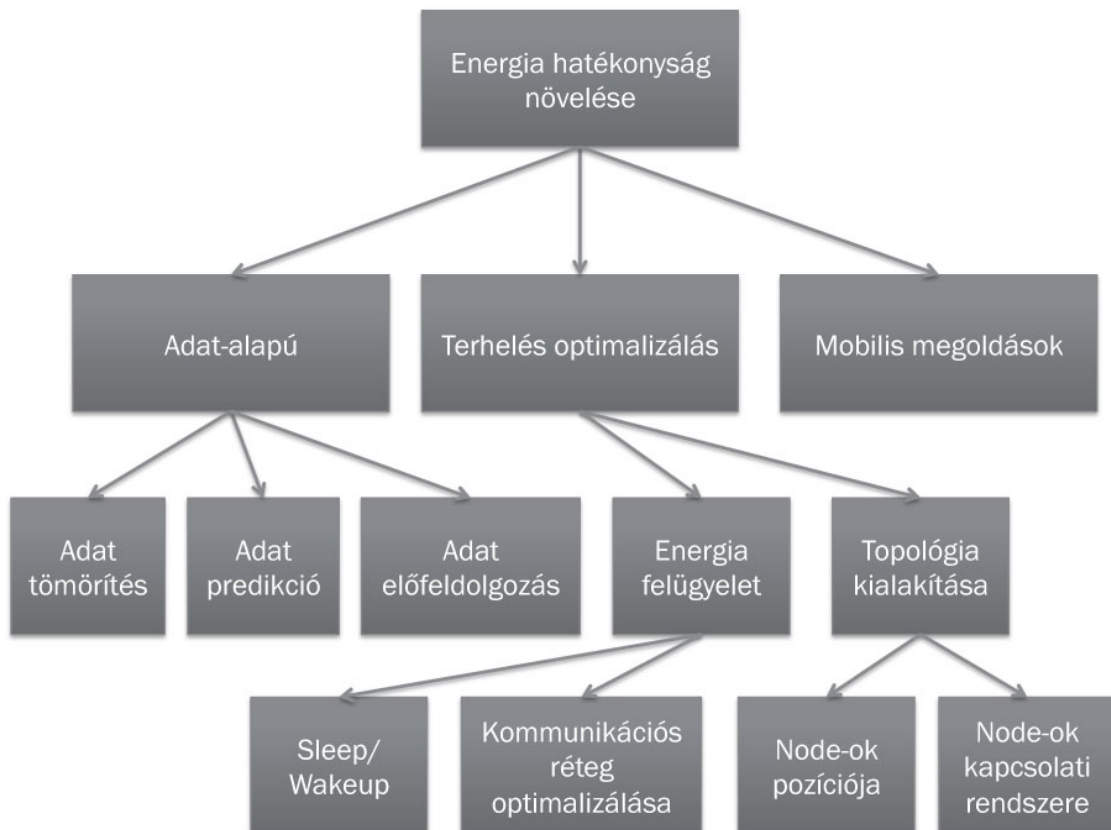 Energia hatékonyság
növelése
Adat-alapú
Terhelés optimalizálás
Mobilis megoldások
Adat
tömörítés
Adat
predikció
Adat
előfeldolgozás
Energia
felügyelet
Topológia
kialakítása
Sleep/
Wakeup
Kommunikációs
réteg
optimalizálása
Node-ok
pozíciója
Node-ok
kapcsolati
rendszere